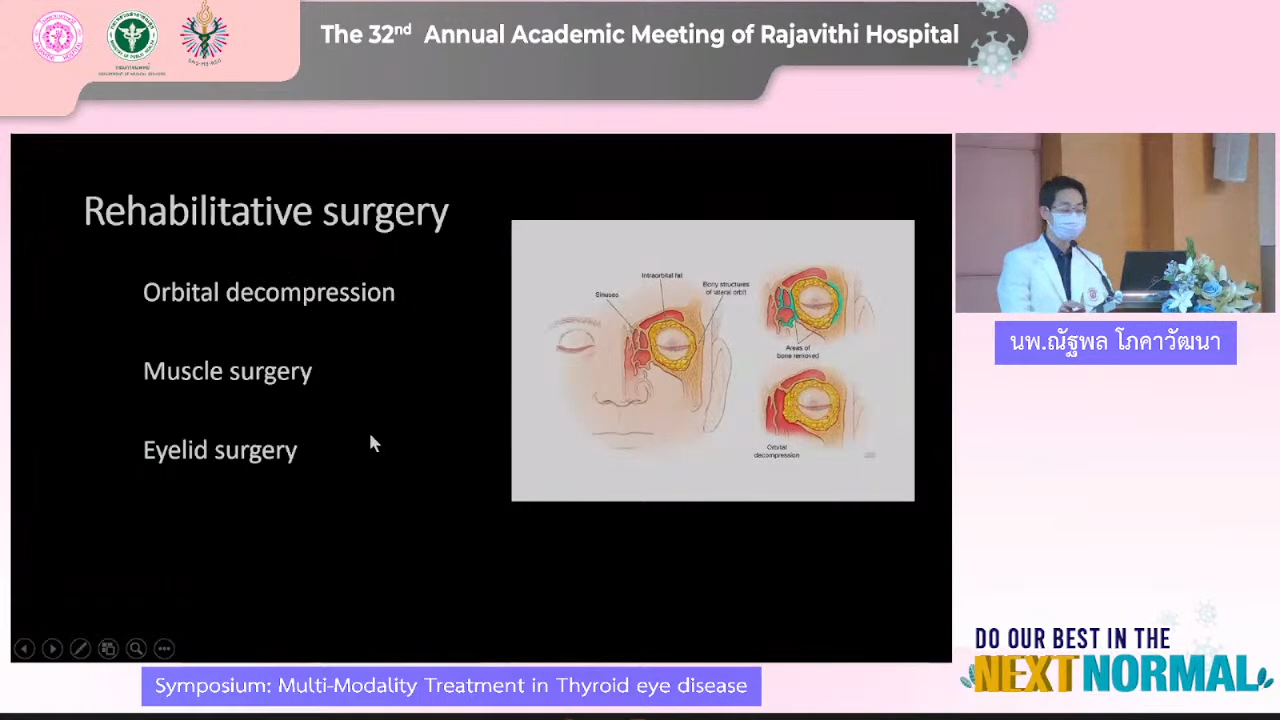 The 32nd Annual Academic Meeting of Rajavithi Hospital
Rehabilitative surgery
Orbital decompression
Muscle surgery
Eyelid surgery
Intraorbital fat
Sinuses
Bony structures
of lateral orbit
Areas of
bone removed
Orbital
decompression
นพ.ณัฐพล โภคาวัฒนา
DO OUR BEST IN THE
NEXT NORMAL
Symposium: Multi-Modality Treatment in Thyroid eye disease